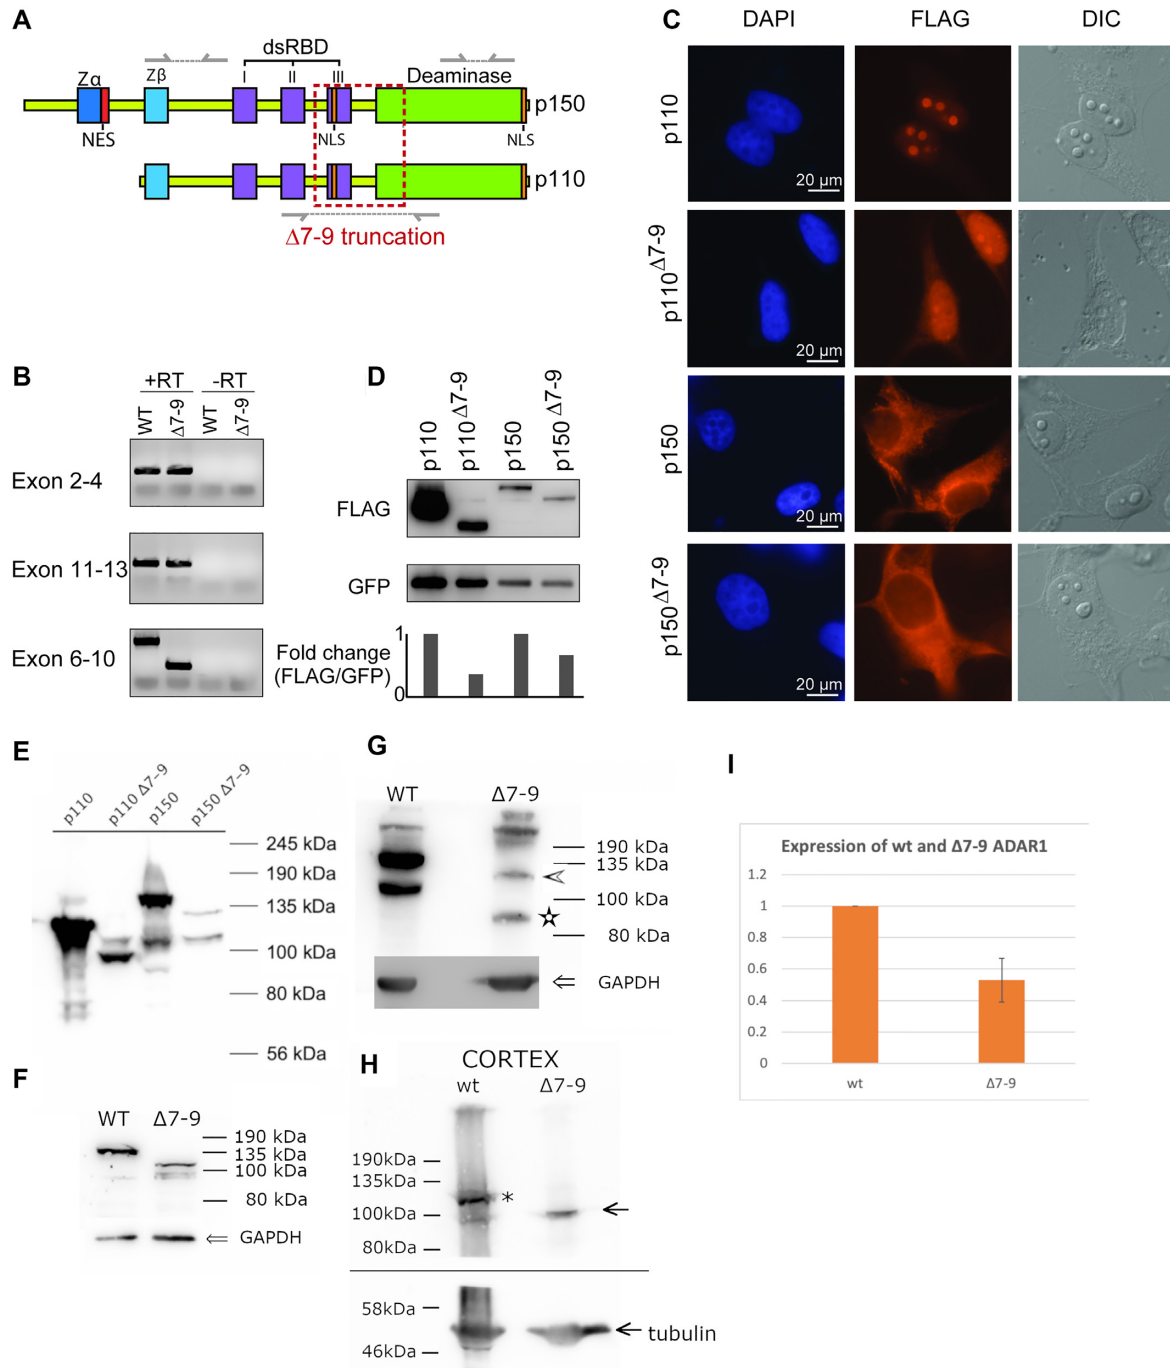 A
dsRBD
I II III
Zα Zβ Deaminase
p150
NES NLS NLS
p110
Δ7-9 truncation
B
+RT -RT
WT Δ7-9 WT Δ7-9
Exon 2-4
Exon 11-13
Exon 6-10
C
DAPI FLAG DIC
p110
20 µm
p110Δ7-9
20 µm
p150
20 µm
p150Δ7-9
20 µm
D
p110 p110Δ7-9 p150 p150Δ7-9
FLAG
GFP
Fold change
(FLAG/GFP)
1
0
E
p110 p110 Δ7-9 p150 p150 Δ7-9
245 kDa
190 kDa
135 kDa
100 kDa
80 kDa
56 kDa
F
WT Δ7-9
190 kDa
135 kDa
100 kDa
80 kDa
⇐ GAPDH
G
WT Δ7-9
190 kDa
135 kDa
100 kDa
80 kDa
⇐ GAPDH
H
CORTEX
wt Δ7-9
190kDa
135kDa
*
100kDa
80kDa
58kDa
tubulin
46kDa
I
Expression of wt and Δ7-9 ADAR1
1.2
1
0.8
0.6
0.4
0.2
0
wt Δ7-9